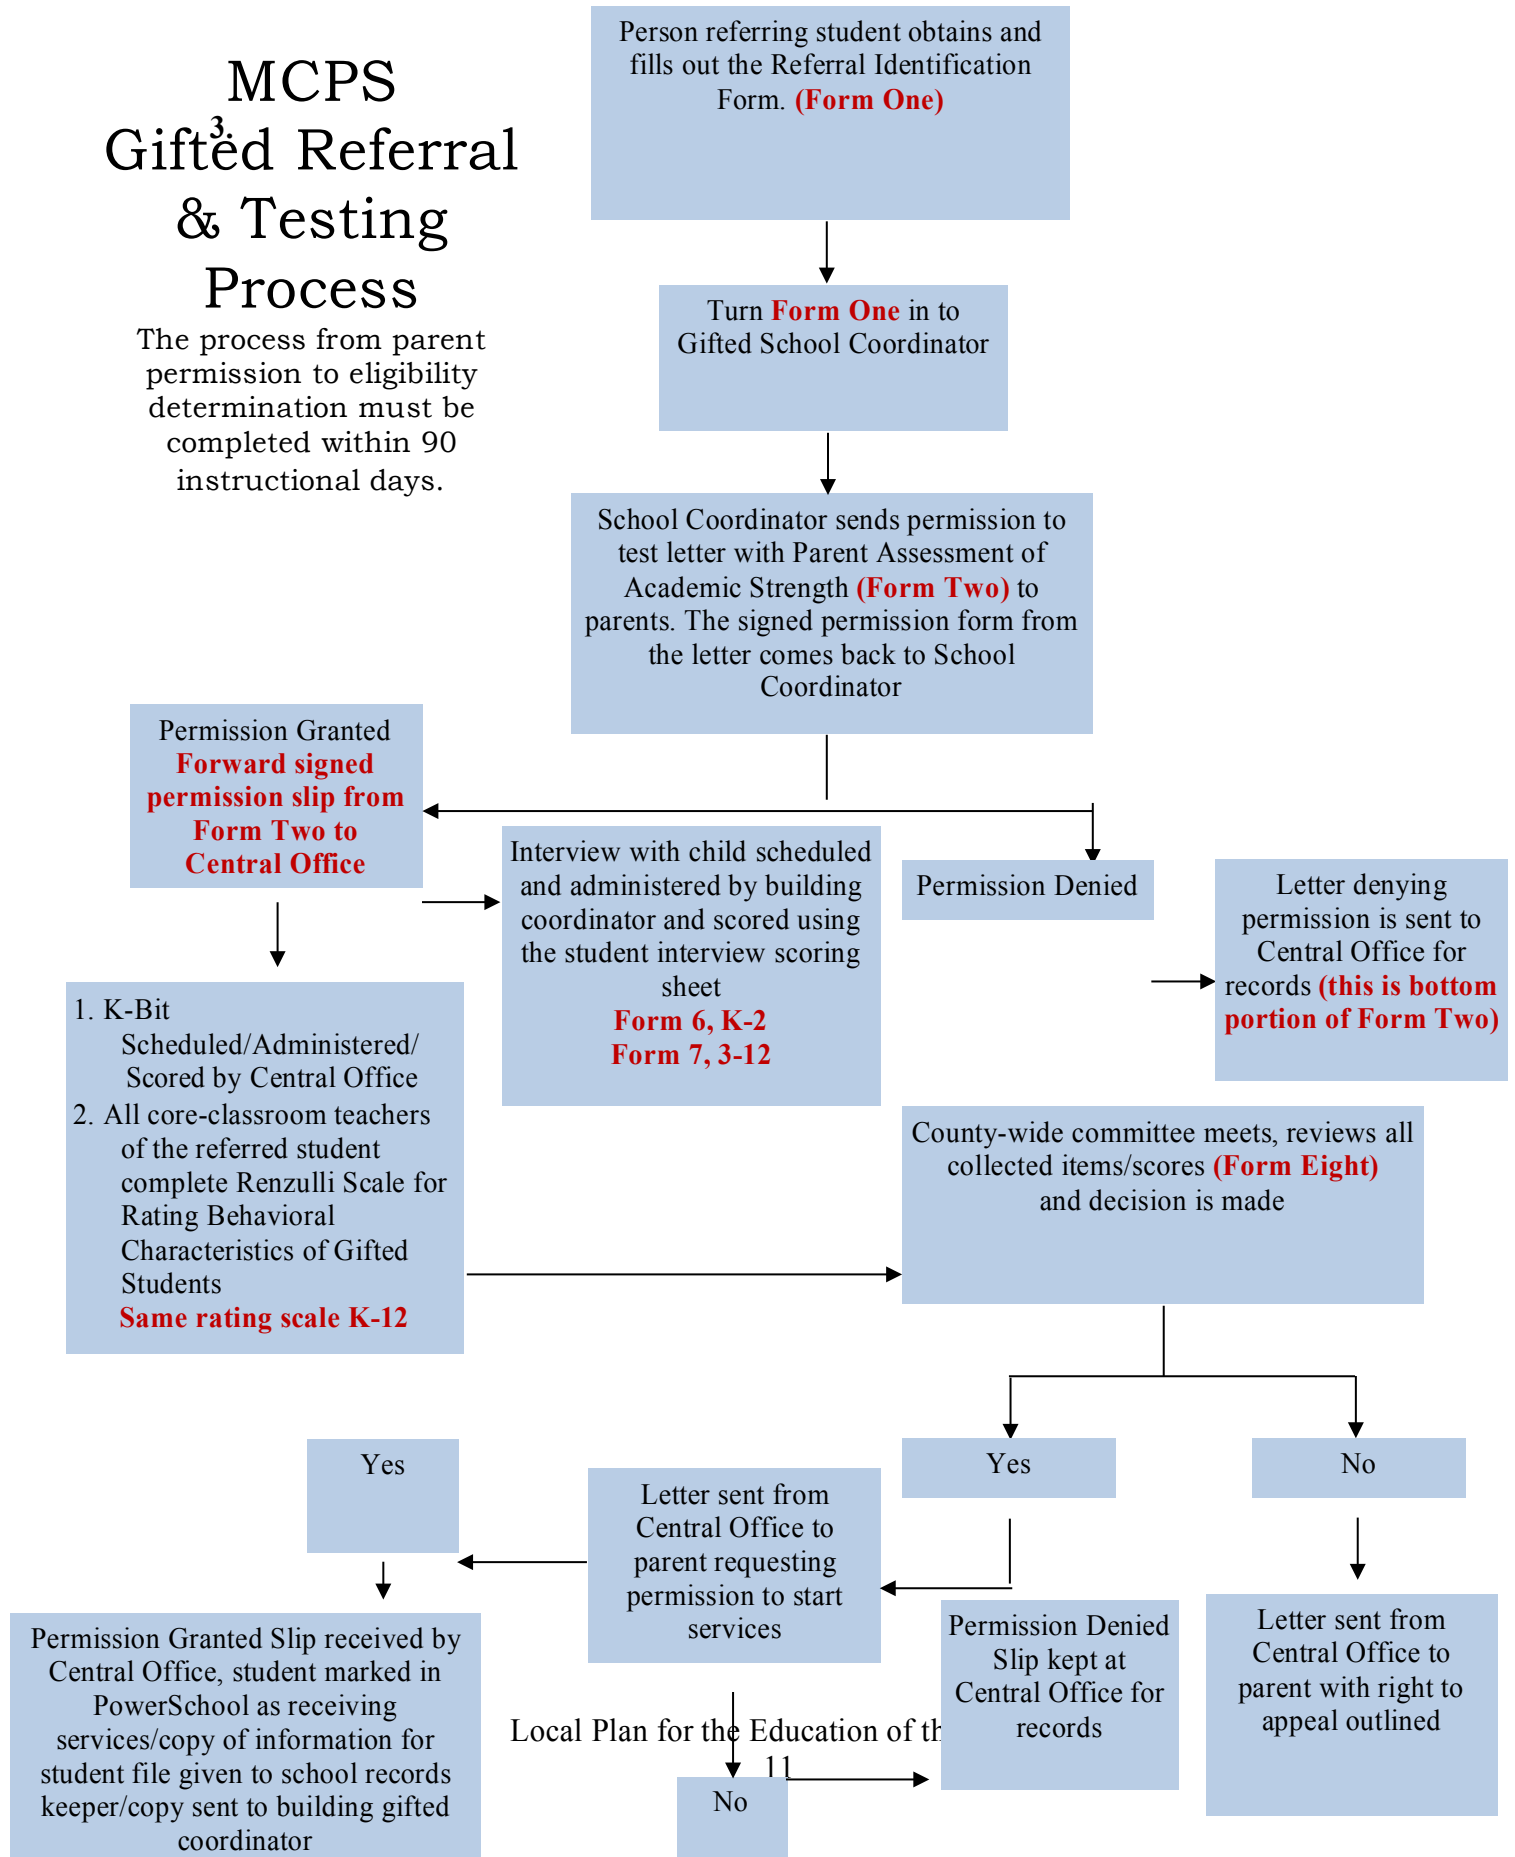 MCPS
3.
Gifted Referral
& Testing
Process
The process from parent
permission to eligibility
determination must be
completed within 90
instructional days.
Person referring student obtains and
fills out the Referral Identification
Form. (Form One)
Turn Form One in to
Gifted School Coordinator
School Coordinator sends permission to
test letter with Parent Assessment of
Academic Strength (Form Two) to
parents. The signed permission form from
the letter comes back to School
Coordinator
Permission Granted
Forward signed
permission slip from
Form Two to
Central Office
Interview with child scheduled
and administered by building
coordinator and scored using
the student interview scoring
sheet
Form 6, K-2
Form 7, 3-12
Permission Denied
Letter denying
permission is sent to
Central Office for
records (this is bottom
portion of Form Two)
1. K-Bit
Scheduled/Administered/
Scored by Central Office
2. All core-classroom teachers
of the referred student
complete Renzulli Scale for
Rating Behavioral
Characteristics of Gifted
Students
Same rating scale K-12
County-wide committee meets, reviews all
collected items/scores (Form Eight)
and decision is made
Yes
No
Yes
Letter sent from
Central Office to
parent requesting
permission to start
services
Permission Denied
Slip kept at
Central Office for
records
Letter sent from
Central Office to
parent with right to
appeal outlined
Permission Granted Slip received by
Central Office, student marked in
PowerSchool as receiving
services/copy of information for
student file given to school records
keeper/copy sent to building gifted
coordinator
Local Plan for the Education of th
11
No